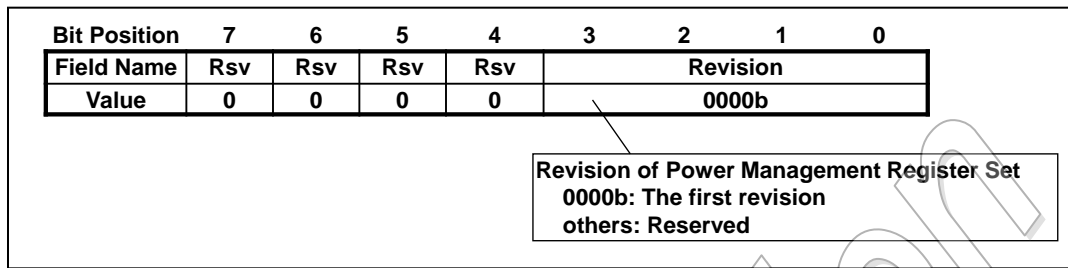 Bit Position 7 6 5 4 3 2 1 0
Field Name Rsv Rsv Rsv Rsv Revision
Value 0 0 0 0 0000b
Revision of Power Management Register Set
0000b: The first revision
others: Reserved